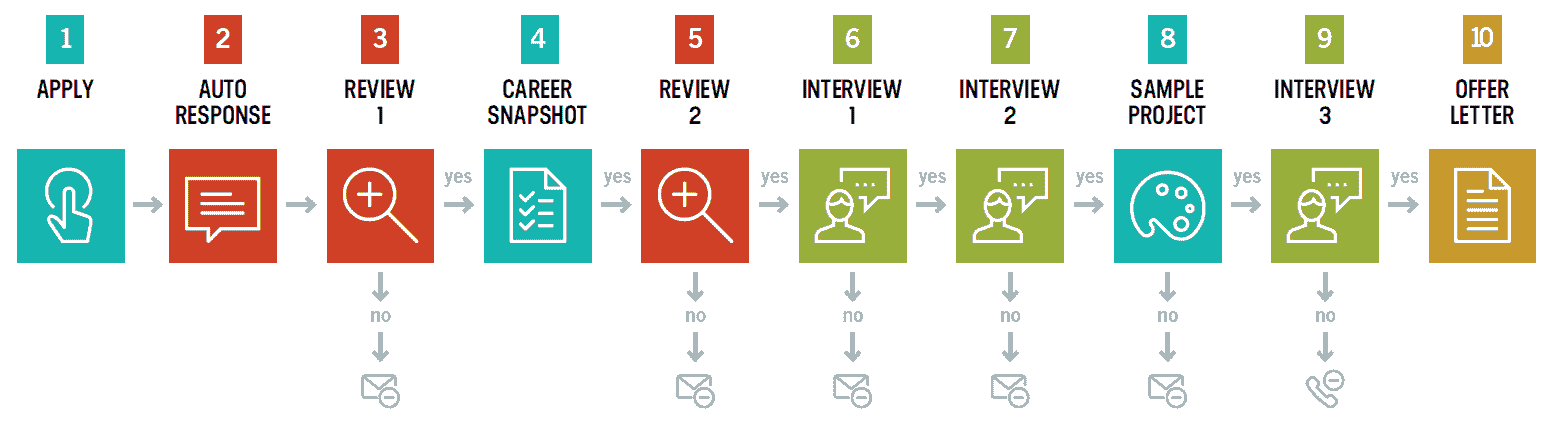 1 2 3 4 5 6 7 8 9 10
APPLY AUTO REVIEW CAREER REVIEW INTERVIEW INTERVIEW SAMPLE INTERVIEW OFFER
RESPONSE 1 SNAPSHOT 2 1 2 PROJECT 3 LETTER
yes yes yes yes yes yes yes
no no no no no no